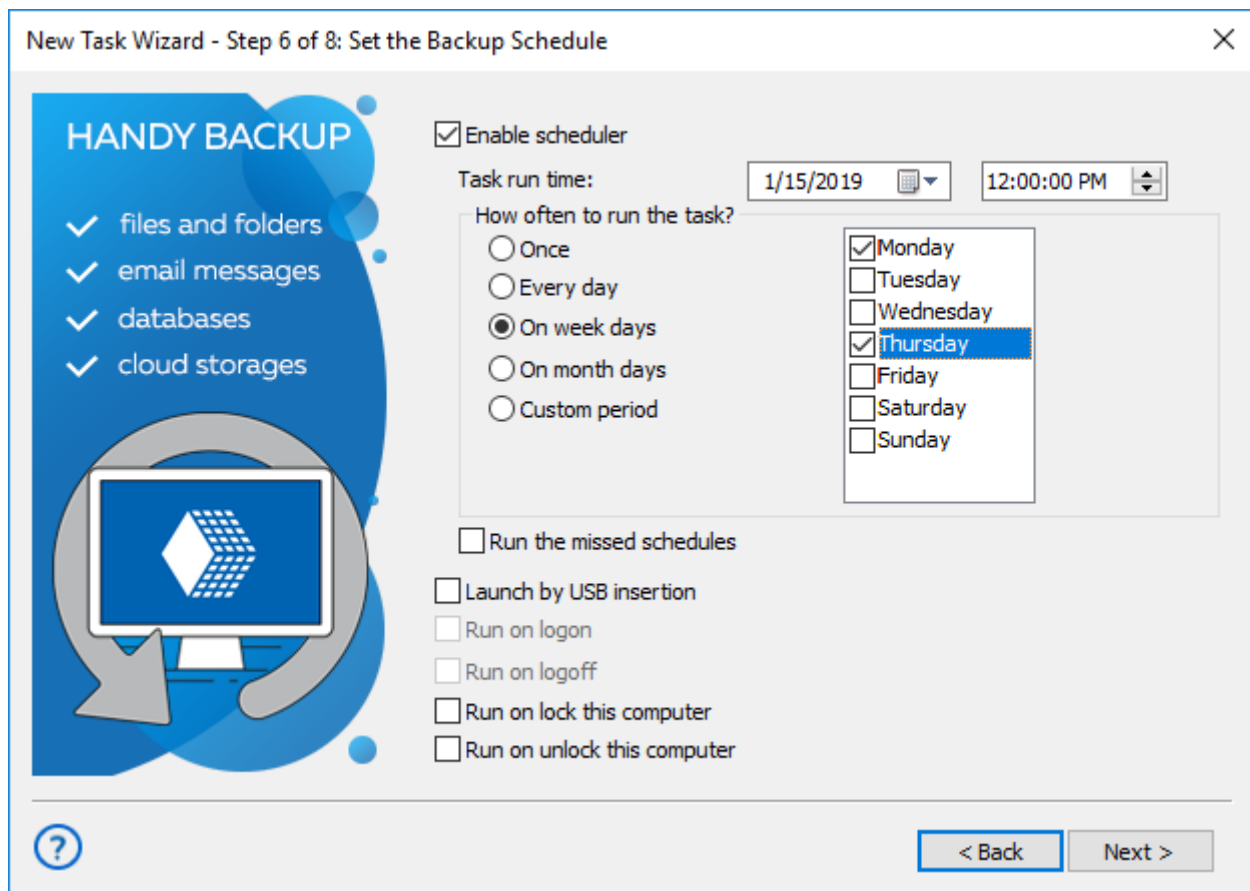 New Task Wizard - Step 6 of 8: Set the Backup Schedule
HANDY BACKUP
files and folders
email messages
databases
cloud storages
Enable scheduler
Task run time: 1/15/2019 12:00:00 PM
How often to run the task?
Once
Every day
On week days
On month days
Custom period
Monday
Tuesday
Wednesday
Thursday
Friday
Saturday
Sunday
Run the missed schedules
Launch by USB insertion
Run on logon
Run on logoff
Run on lock this computer
Run on unlock this computer
?
< Back Next >